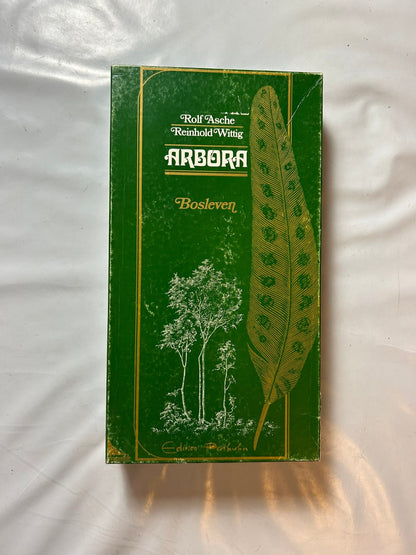 Rolf Asche
Reinhold Wittig
ARBORA
Bosleven
Edition Perlhuhn